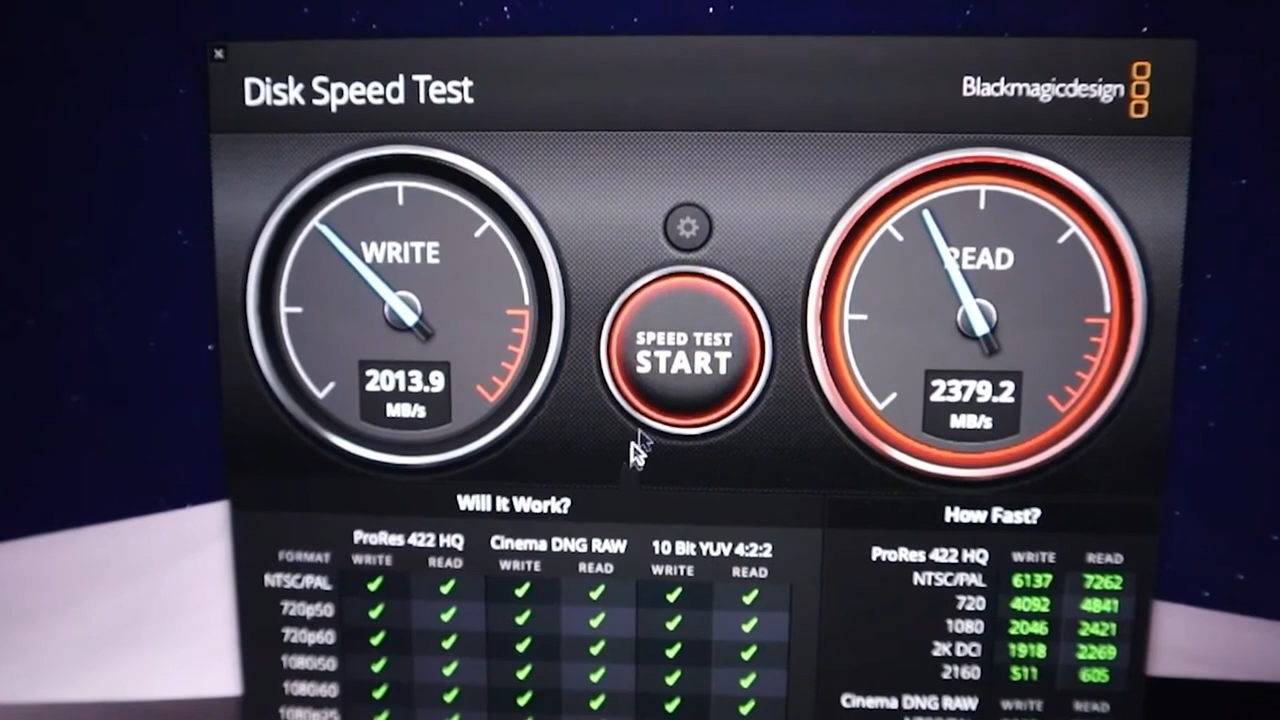 Disk Speed Test
Blackmagicdesign
WRITE
2013.9
MB/s
SPEED TEST
START
READ
2379.2
MB/s
Will it Work?
ProRes 422 HQ Cinema DNG RAW 10 Bit YUV 4:2:2
FORMAT WRITE READ WRITE READ WRITE READ
NTSC/PAL
720p50
720p60
1080i50
1080i60
1080p25
How Fast?
ProRes 422 HQ WRITE READ
NTSC/PAL 6137 7262
720 4092 4841
1080 2046 2421
2K DCI 1918 2269
2160 511 605
Cinema DNG RAW WRITE READ